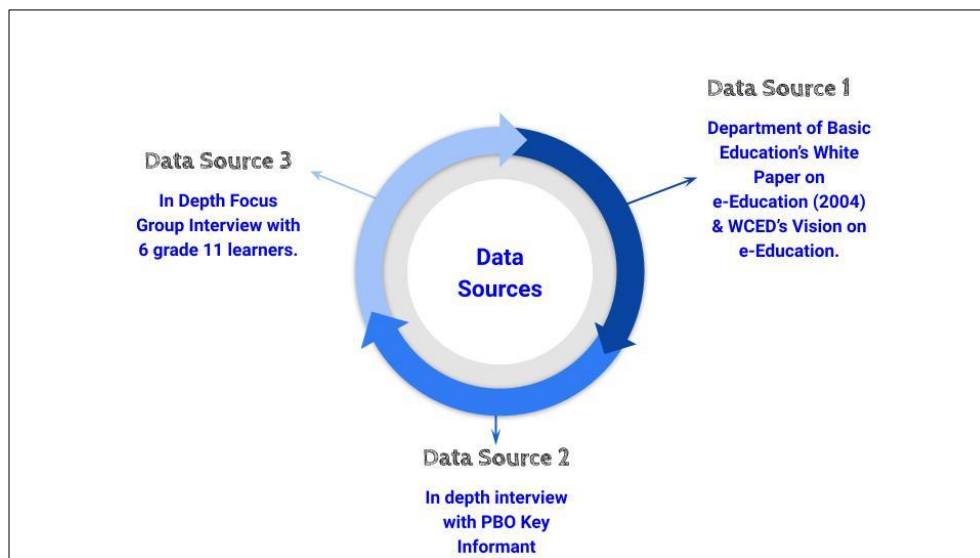 Data Source 1
Department of Basic
Education's White
Paper on
e-Education (2004)
& WCED's Vision on
e-Education.
Data Source 3
In Depth Focus
Group Interview with
6 grade 11 learners.
Data
Sources
Data Source 2
In depth interview
with PBO Key
Informant